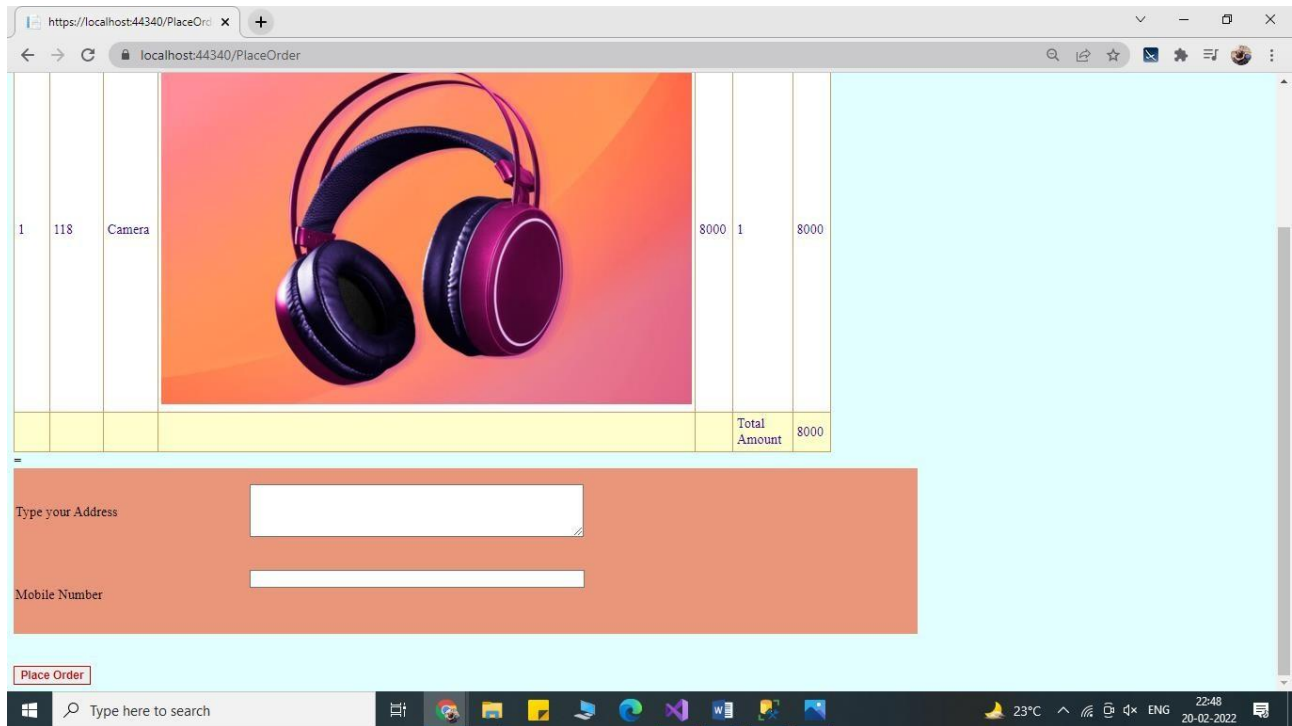 https://localhost:44340/PlaceOrd
localhost:44340/PlaceOrder
1 118 Camera 8000 1 8000
Total
Amount 8000
=
Type your Address
Mobile Number
Place Order
Type here to search
23°C ENG 22:48
20-02-2022